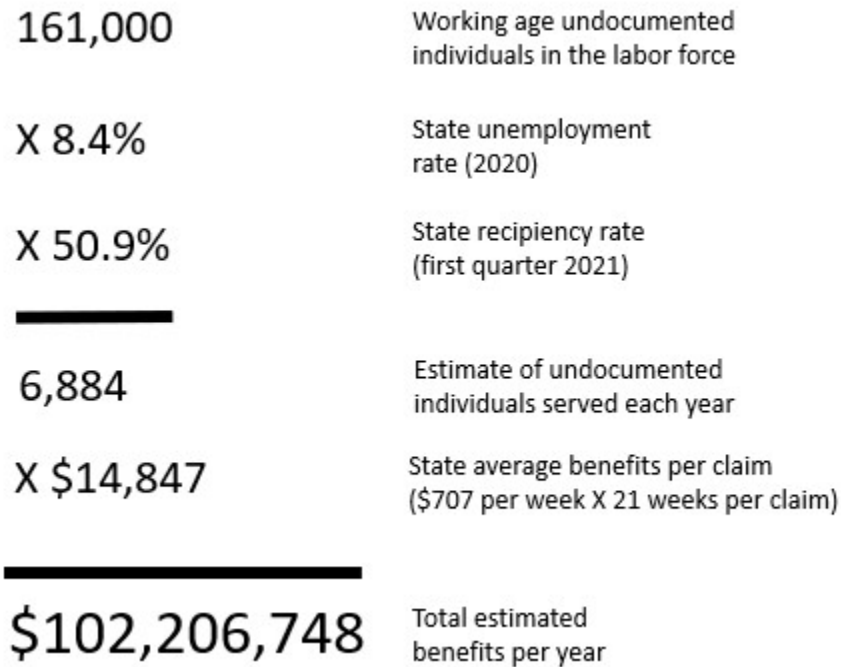 161,000
Working age undocumented
individuals in the labor force
X 8.4%
State unemployment
rate (2020)
X 50.9%
State recipiency rate
(first quarter 2021)
6,884
Estimate of undocumented
individuals served each year
X $14,847
State average benefits per claim
($707 per week X 21 weeks per claim)
$102,206,748
Total estimated
benefits per year